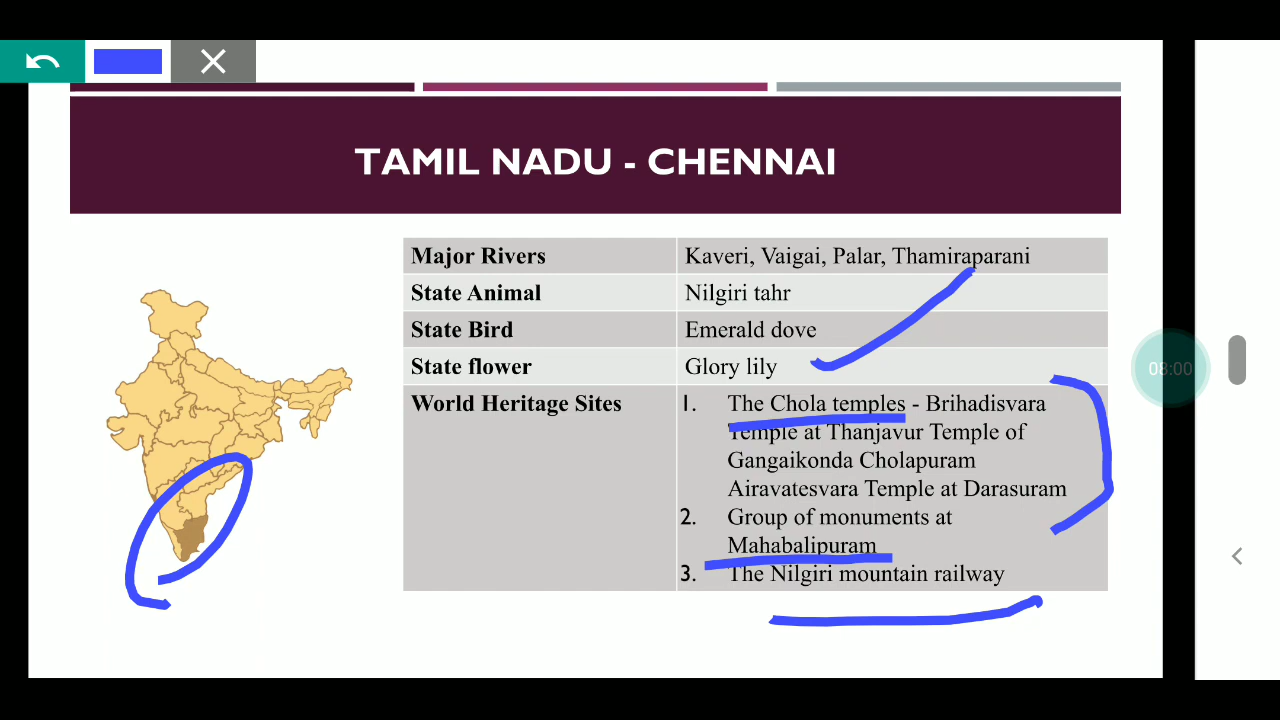 TAMIL NADU - CHENNAI
Major Rivers Kaveri, Vaigai, Palar, Thamiraparani
State Animal Nilgiri tahr
State Bird Emerald dove
State flower Glory lily
World Heritage Sites 1. The Chola temples - Brihadisvara
Temple at Thanjavur Temple of
Gangaikonda Cholapuram
Airavatesvara Temple at Darasuram
2. Group of monuments at
Mahabalipuram
3. The Nilgiri mountain railway
08:00